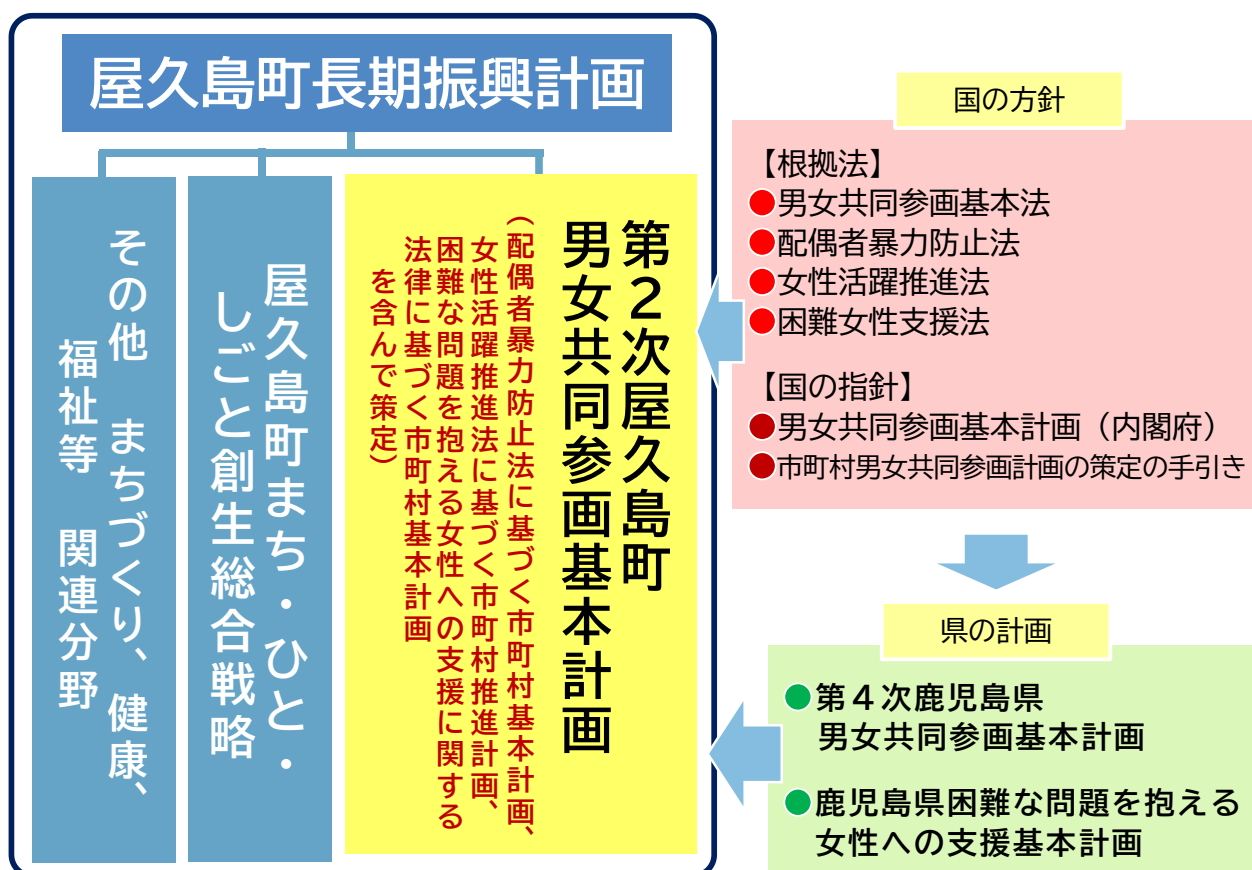 屋久島町長期振興計画
第２次屋久島町
男女共同参画基本計画
（配偶者暴力防止法に基づく市町村基本計画、
女性活躍推進法に基づく市町村推進計画、
困難な問題を抱える女性への支援に関する
法律に基づく市町村基本計画
を含んで策定）
屋久島町まち・ひと・
しごと創生総合戦略
その他　まちづくり、健康、
福祉等　関連分野
国の方針
【根拠法】
●男女共同参画基本法
●配偶者暴力防止法
●女性活躍推進法
●困難女性支援法
【国の指針】
●男女共同参画基本計画（内閣府）
●市町村男女共同参画計画の策定の手引き
県の計画
●第４次鹿児島県
男女共同参画基本計画
●鹿児島県困難な問題を抱える
女性への支援基本計画